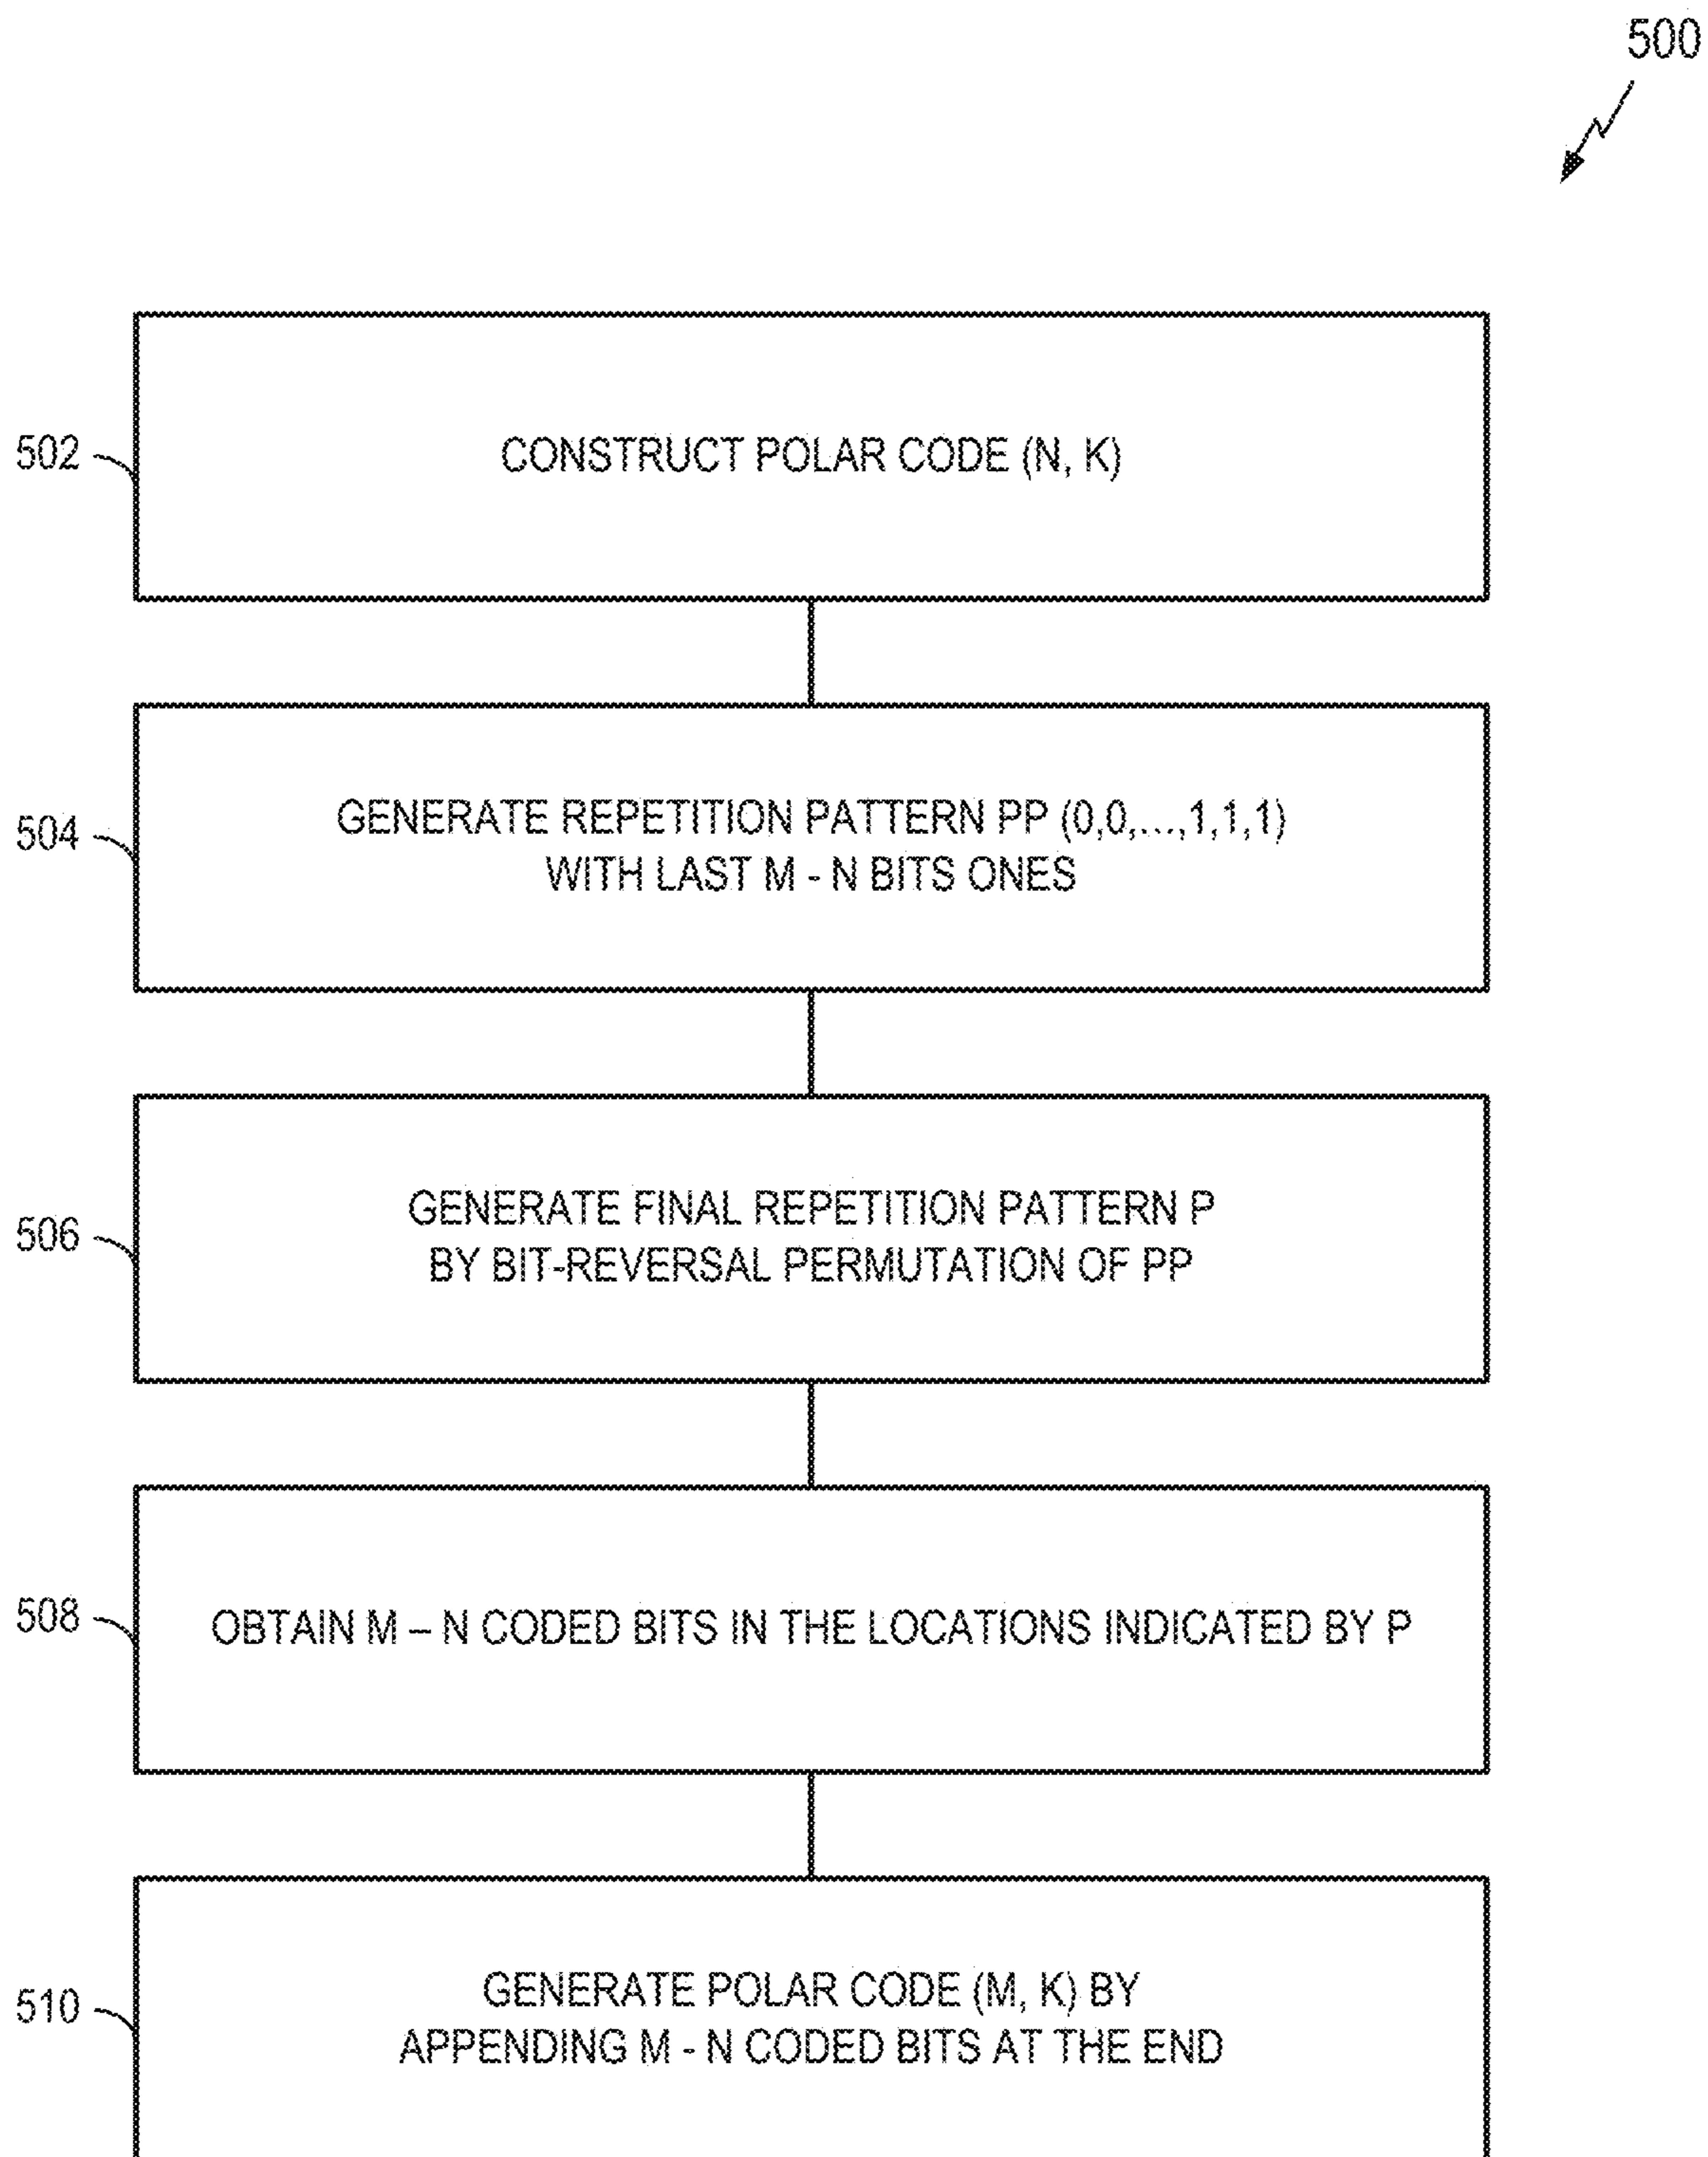 500
502
CONSTRUCT POLAR CODE (N, K)
504
GENERATE REPETITION PATTERN PP (0,0,...,1,1,1)
WITH LAST M - N BITS ONES
506
GENERATE FINAL REPETITION PATTERN P
BY BIT-REVERSAL PERMUTATION OF PP
508
OBTAIN M – N CODED BITS IN THE LOCATIONS INDICATED BY P
510
GENERATE POLAR CODE (M, K) BY
APPENDING M - N CODED BITS AT THE END